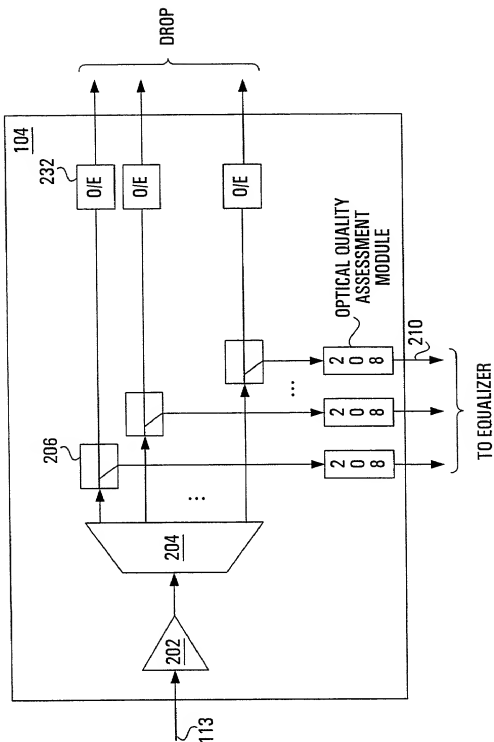 104
DROP
232
O/E
O/E
O/E
206
...
...
204
202
113
208
208
208
OPTICAL QUALITY
ASSESSMENT
MODULE
210
TO EQUALIZER